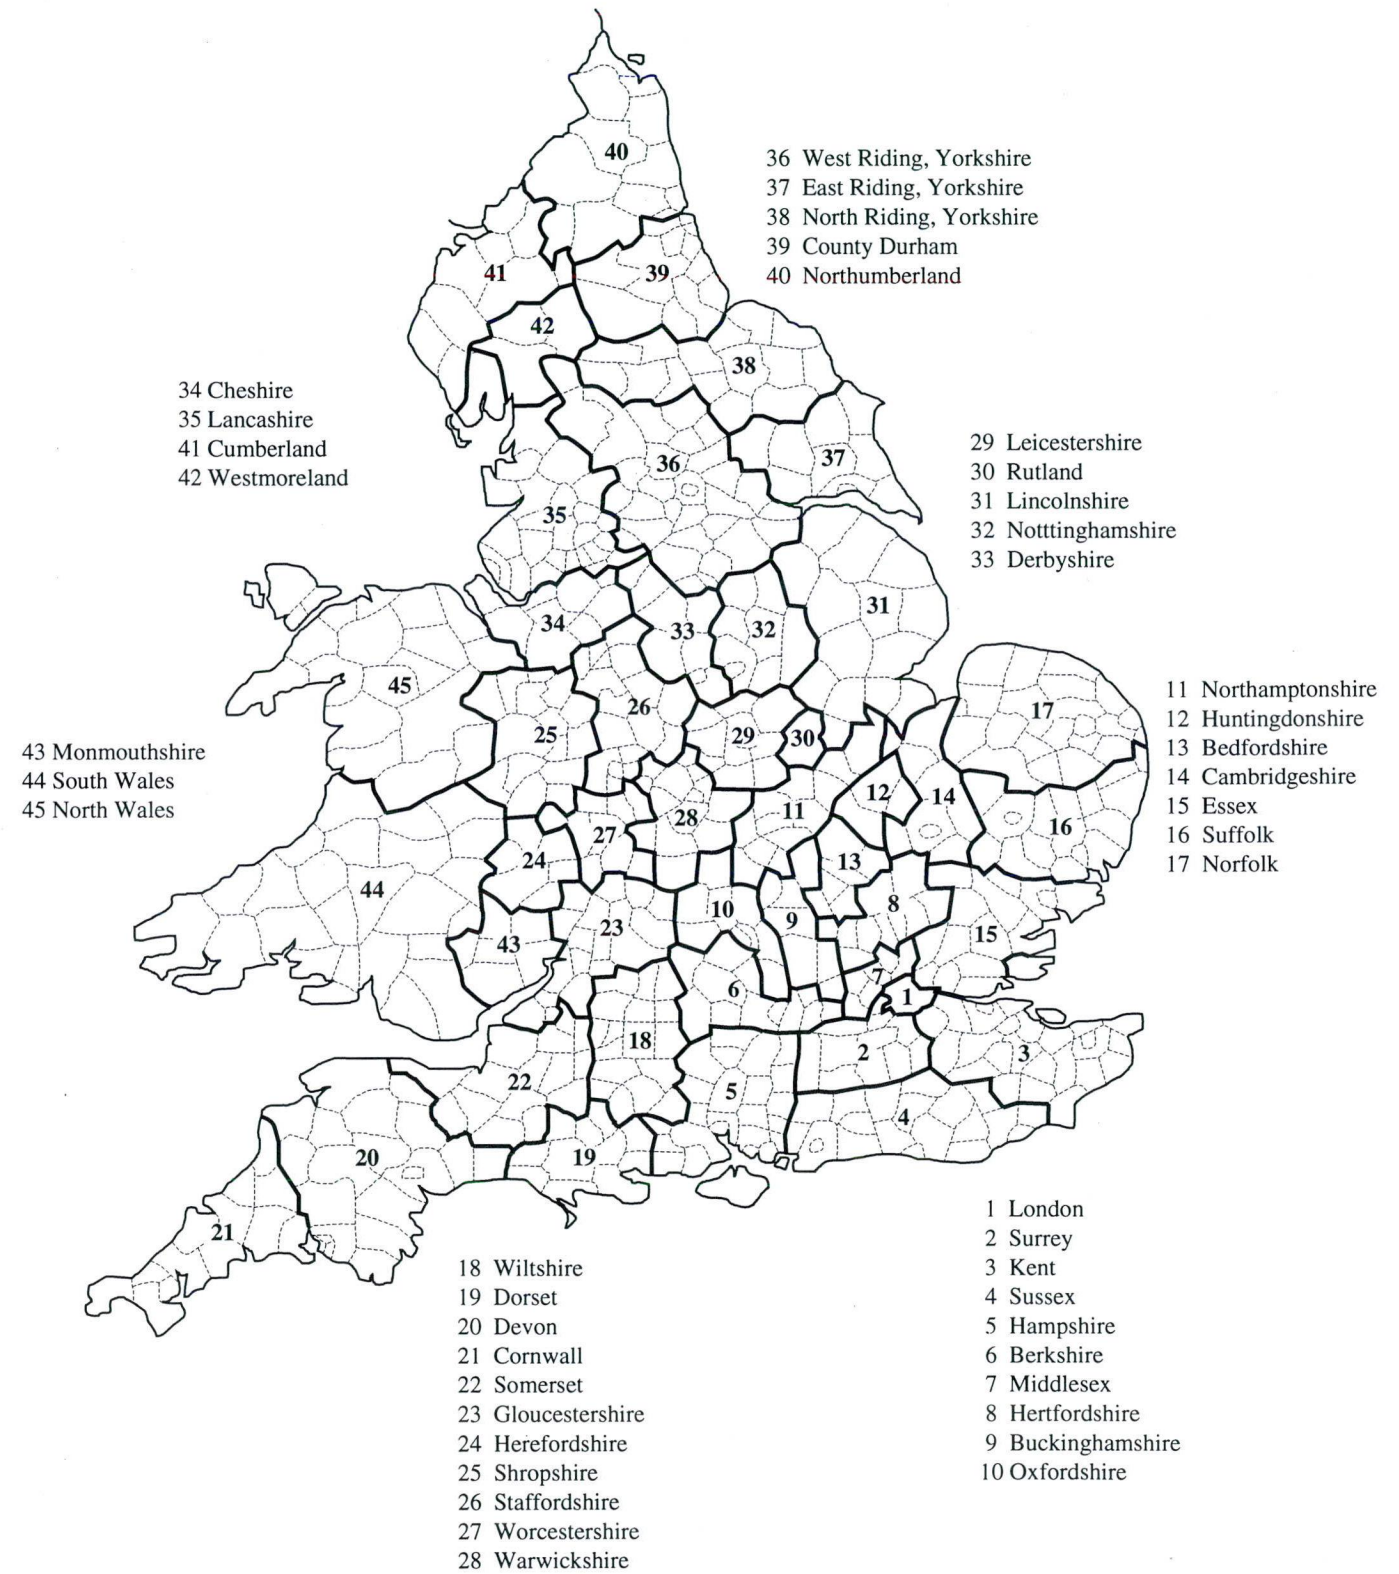 40
36 West Riding, Yorkshire
37 East Riding, Yorkshire
38 North Riding, Yorkshire
39 County Durham
40 Northumberland
41
39
42
38
34 Cheshire
35 Lancashire
41 Cumberland
42 Westmoreland
36
37
29 Leicestershire
30 Rutland
31 Lincolnshire
32 Notttinghamshire
33 Derbyshire
35
34
33
32
31
45
26
25
29
30
17
11 Northamptonshire
12 Huntingdonshire
13 Bedfordshire
14 Cambridgeshire
15 Essex
16 Suffolk
17 Norfolk
43 Monmouthshire
44 South Wales
45 North Wales
12
14
11
28
27
16
24
13
44
10
9
8
23
43
15
7
6
1
18
2
3
22
5
4
20
19
21
18 Wiltshire
19 Dorset
20 Devon
21 Cornwall
22 Somerset
23 Gloucestershire
24 Herefordshire
25 Shropshire
26 Staffordshire
27 Worcestershire
28 Warwickshire
1 London
2 Surrey
3 Kent
4 Sussex
5 Hampshire
6 Berkshire
7 Middlesex
8 Hertfordshire
9 Buckinghamshire
10 Oxfordshire